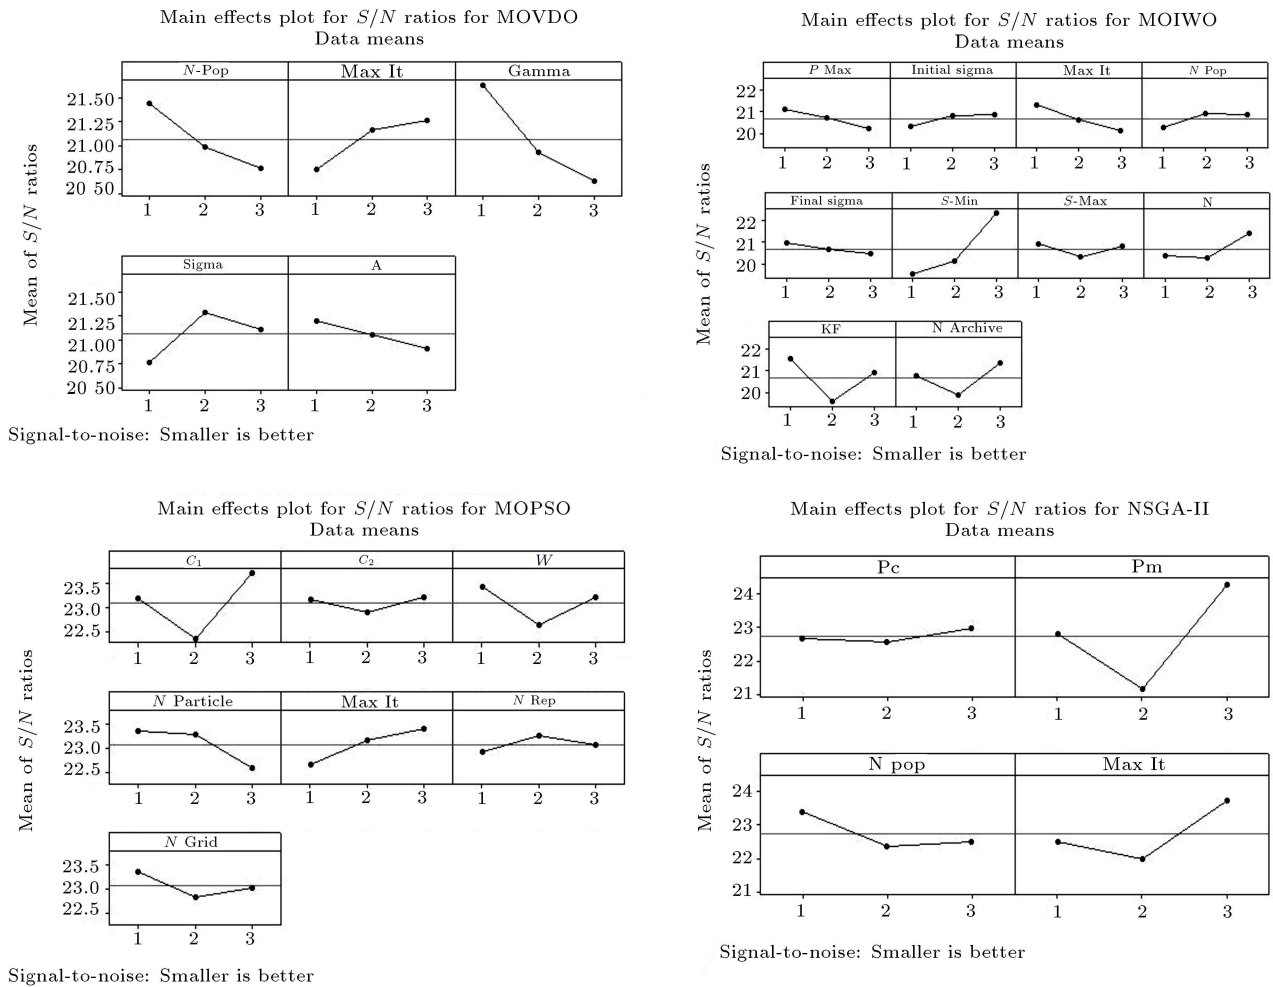 Main effects plot for S/N ratios for MOVDO
Data means
N-Pop Max It Gamma
21.50
21.25
21.00
20.75
20 50
1 2 3 1 2 3 1 2 3
Sigma A
21.50
21.25
21.00
20.75
20 50
1 2 3 1 2 3
Mean of S/N ratios
Signal-to-noise: Smaller is better
Main effects plot for S/N ratios for MOIWO
Data means
P Max Initial sigma Max It N Pop
22
21
20
1 2 3 1 2 3 1 2 3 1 2 3
Final sigma S-Min S-Max N
22
21
20
1 2 3 1 2 3 1 2 3 1 2 3
KF N Archive
22
21
20
1 2 3 1 2 3
Mean of S/N ratios
Signal-to-noise: Smaller is better
Main effects plot for S/N ratios for MOPSO
Data means
C1 C2 W
23.5
23.0
22.5
1 2 3 1 2 3 1 2 3
N Particle Max It N Rep
23.5
23.0
22.5
1 2 3 1 2 3 1 2 3
N Grid
23.5
23.0
22.5
1 2 3
Mean of S/N ratios
Signal-to-noise: Smaller is better
Main effects plot for S/N ratios for NSGA-II
Data means
Pc Pm
24
23
22
21
1 2 3 1 2 3
N pop Max It
24
23
22
21
1 2 3 1 2 3
Mean of S/N ratios
Signal-to-noise: Smaller is better